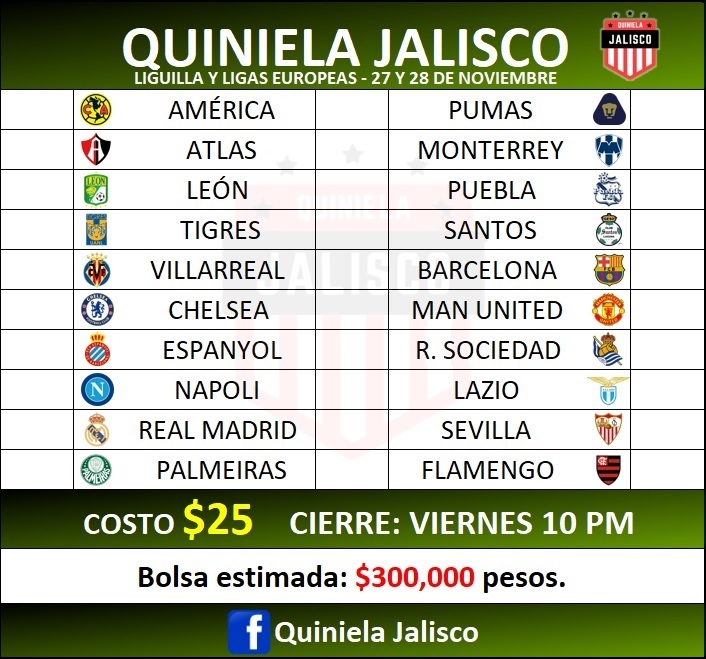 QUINIELA JALISCO
QUINIELA
JALISCO
LIGUILLA Y LIGAS EUROPEAS - 27 Y 28 DE NOVIEMBRE
AMÉRICA PUMAS
ATLAS MONTERREY
LEÓN PUEBLA
TIGRES SANTOS
VILLARREAL BARCELONA
CHELSEA MAN UNITED
ESPANYOL R. SOCIEDAD
NAPOLI LAZIO
REAL MADRID SEVILLA
PALMEIRAS FLAMENGO
QUINIELA
JALISCO
COSTO $25 CIERRE: VIERNES 10 PM
Bolsa estimada: $300,000 pesos.
f Quiniela Jalisco